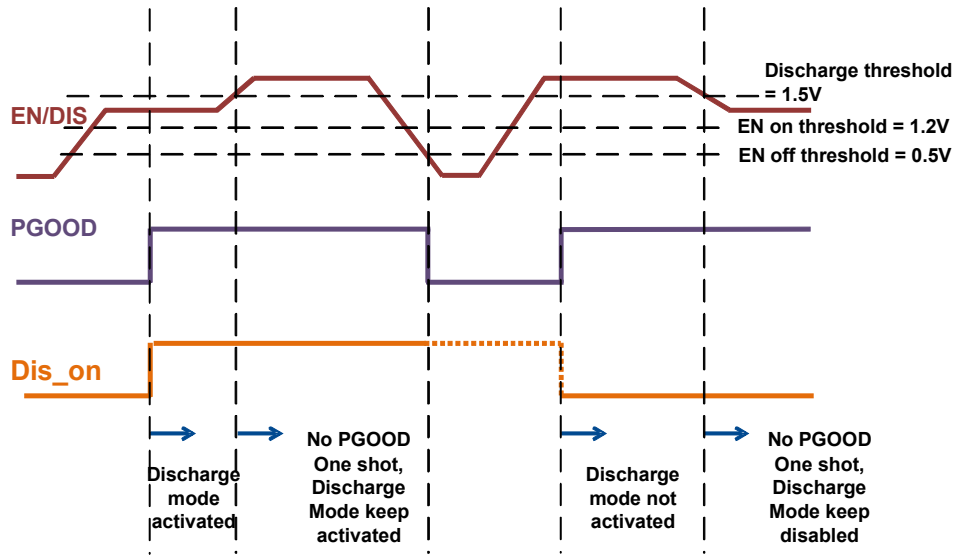 Discharge threshold
= 1.5V
EN/DIS
EN on threshold = 1.2V
EN off threshold = 0.5V
PGOOD
Dis_on
Discharge
mode
activated
No PGOOD
One shot,
Discharge
Mode keep
activated
Discharge
mode not
activated
No PGOOD
One shot,
Discharge
Mode keep
disabled